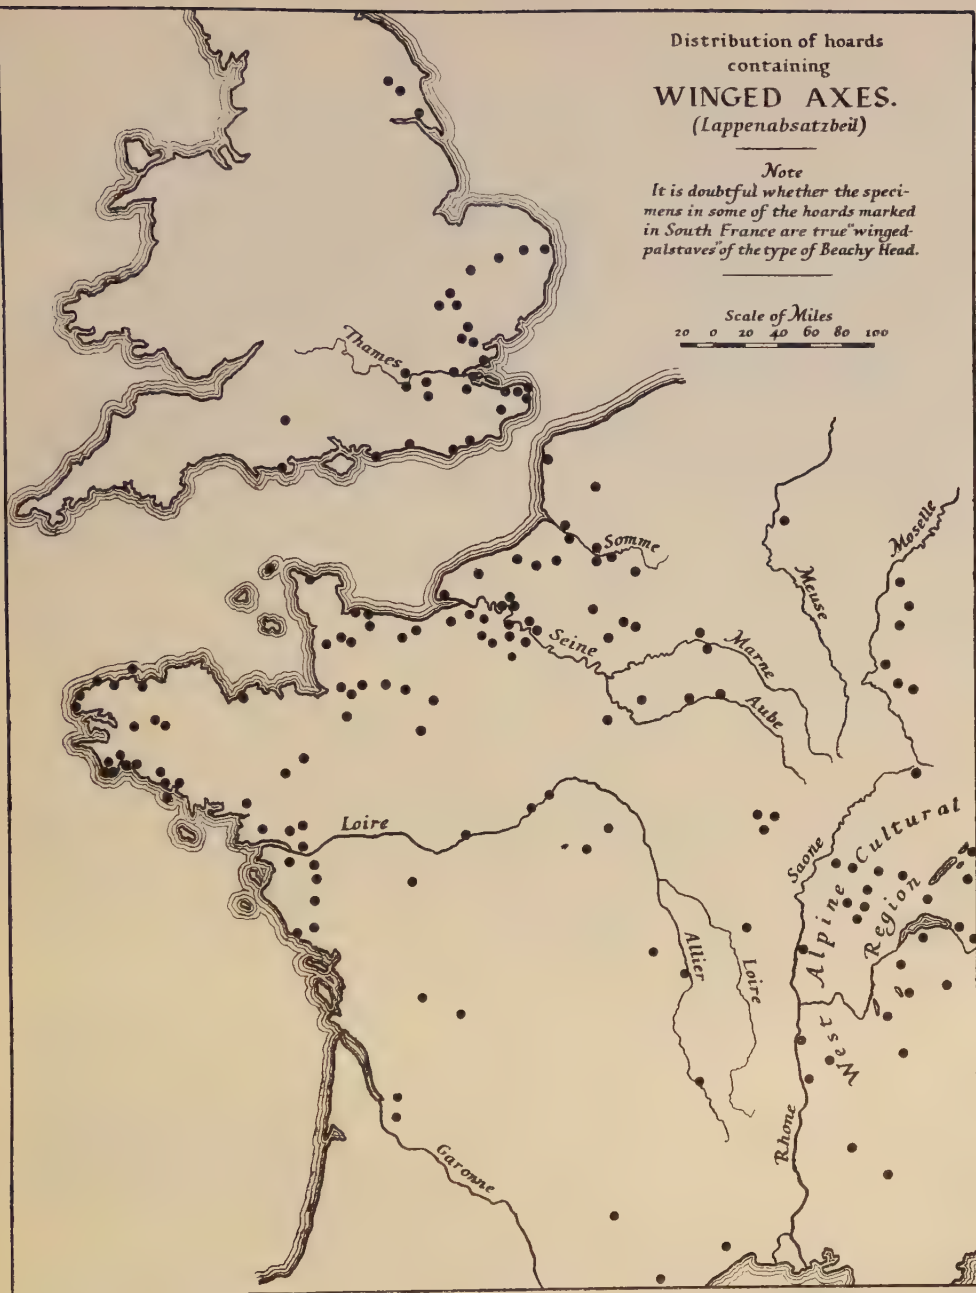 Distribution of hoards
containing
WINGED AXES.
(Lappenabsatzbeil)
Note
It is doubtful whether the speci-
mens in some of the hoards marked
in South France are true "winged-
palstaves" of the type of Beachy Head.
Scale of Miles
20 0 20 40 60 80 100
Thames
Somme
Moselle
Meuse
Seine
Marne
Aube
Loire
Saone
West Alpine Cultural
Region
Allier
Loire
Rhone
Garonne